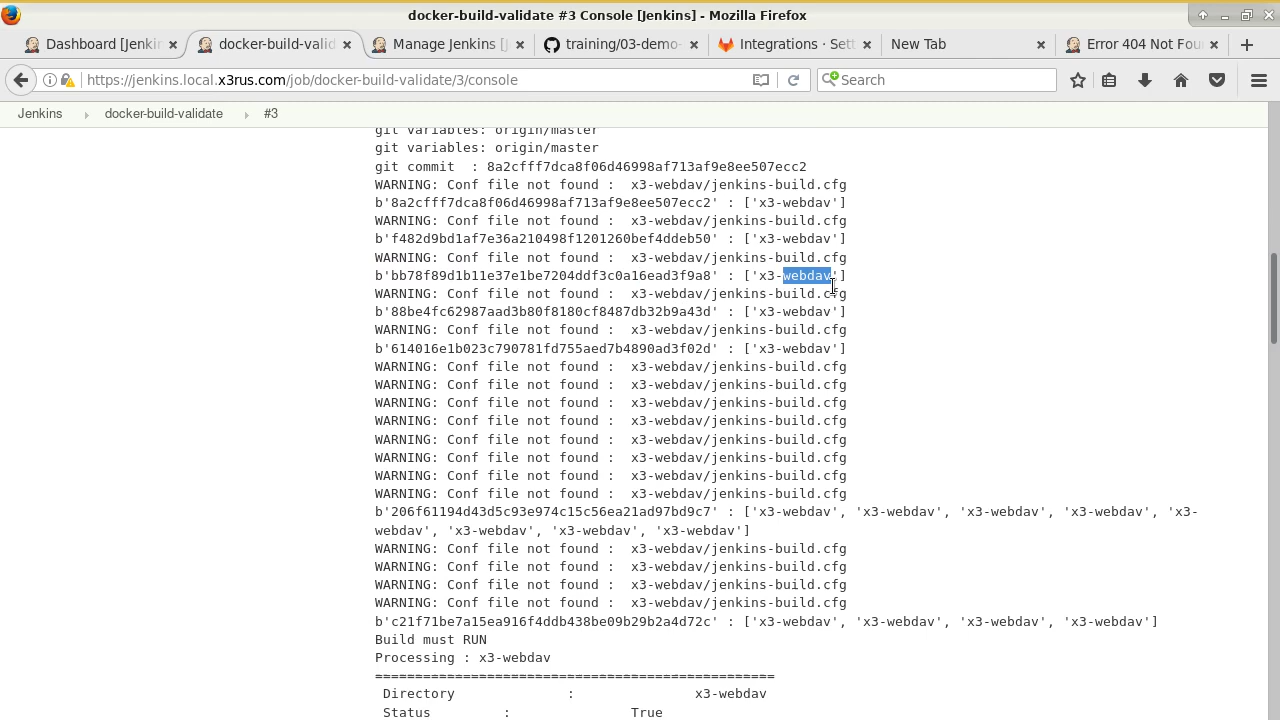 docker-build-validate #3 Console [Jenkins] - Mozilla Firefox
Dashboard [Jenki
docker-build-valid
Manage Jenkins [
training/03-demo-
Integrations · Set
New Tab
Error 404 Not Fou
https://jenkins.local.x3rus.com/job/docker-build-validate/3/console
Search
Jenkins
docker-build-validate
#3
git variables: origin/master
git variables: origin/master
git commit  : 8a2cfff7dca8f06d46998af713af9e8ee507ecc2
WARNING: Conf file not found :  x3-webdav/jenkins-build.cfg
b'8a2cfff7dca8f06d46998af713af9e8ee507ecc2' : ['x3-webdav']
WARNING: Conf file not found :  x3-webdav/jenkins-build.cfg
b'f482d9bd1af7e36a210498f1201260bef4ddeb50' : ['x3-webdav']
WARNING: Conf file not found :  x3-webdav/jenkins-build.cfg
b'bb78f89d1b11e37e1be7204ddf3c0a16ead3f9a8' : ['x3-webdav']
WARNING: Conf file not found :  x3-webdav/jenkins-build.cfg
b'88be4fc62987aad3b80f8180cf8487db32b9a43d' : ['x3-webdav']
WARNING: Conf file not found :  x3-webdav/jenkins-build.cfg
b'614016e1b023c790781fd755aed7b4890ad3f02d' : ['x3-webdav']
WARNING: Conf file not found :  x3-webdav/jenkins-build.cfg
WARNING: Conf file not found :  x3-webdav/jenkins-build.cfg
WARNING: Conf file not found :  x3-webdav/jenkins-build.cfg
WARNING: Conf file not found :  x3-webdav/jenkins-build.cfg
WARNING: Conf file not found :  x3-webdav/jenkins-build.cfg
WARNING: Conf file not found :  x3-webdav/jenkins-build.cfg
WARNING: Conf file not found :  x3-webdav/jenkins-build.cfg
WARNING: Conf file not found :  x3-webdav/jenkins-build.cfg
b'206f61194d43d5c93e974c15c56ea21ad97bd9c7' : ['x3-webdav', 'x3-webdav', 'x3-webdav', 'x3-webdav', 'x3-
webdav', 'x3-webdav', 'x3-webdav', 'x3-webdav']
WARNING: Conf file not found :  x3-webdav/jenkins-build.cfg
WARNING: Conf file not found :  x3-webdav/jenkins-build.cfg
WARNING: Conf file not found :  x3-webdav/jenkins-build.cfg
WARNING: Conf file not found :  x3-webdav/jenkins-build.cfg
b'c21f71be7a15ea916f4ddb438be09b29b2a4d72c' : ['x3-webdav', 'x3-webdav', 'x3-webdav', 'x3-webdav']
Build must RUN
Processing : x3-webdav
==================================================
Directory              :               x3-webdav
Status         :               True